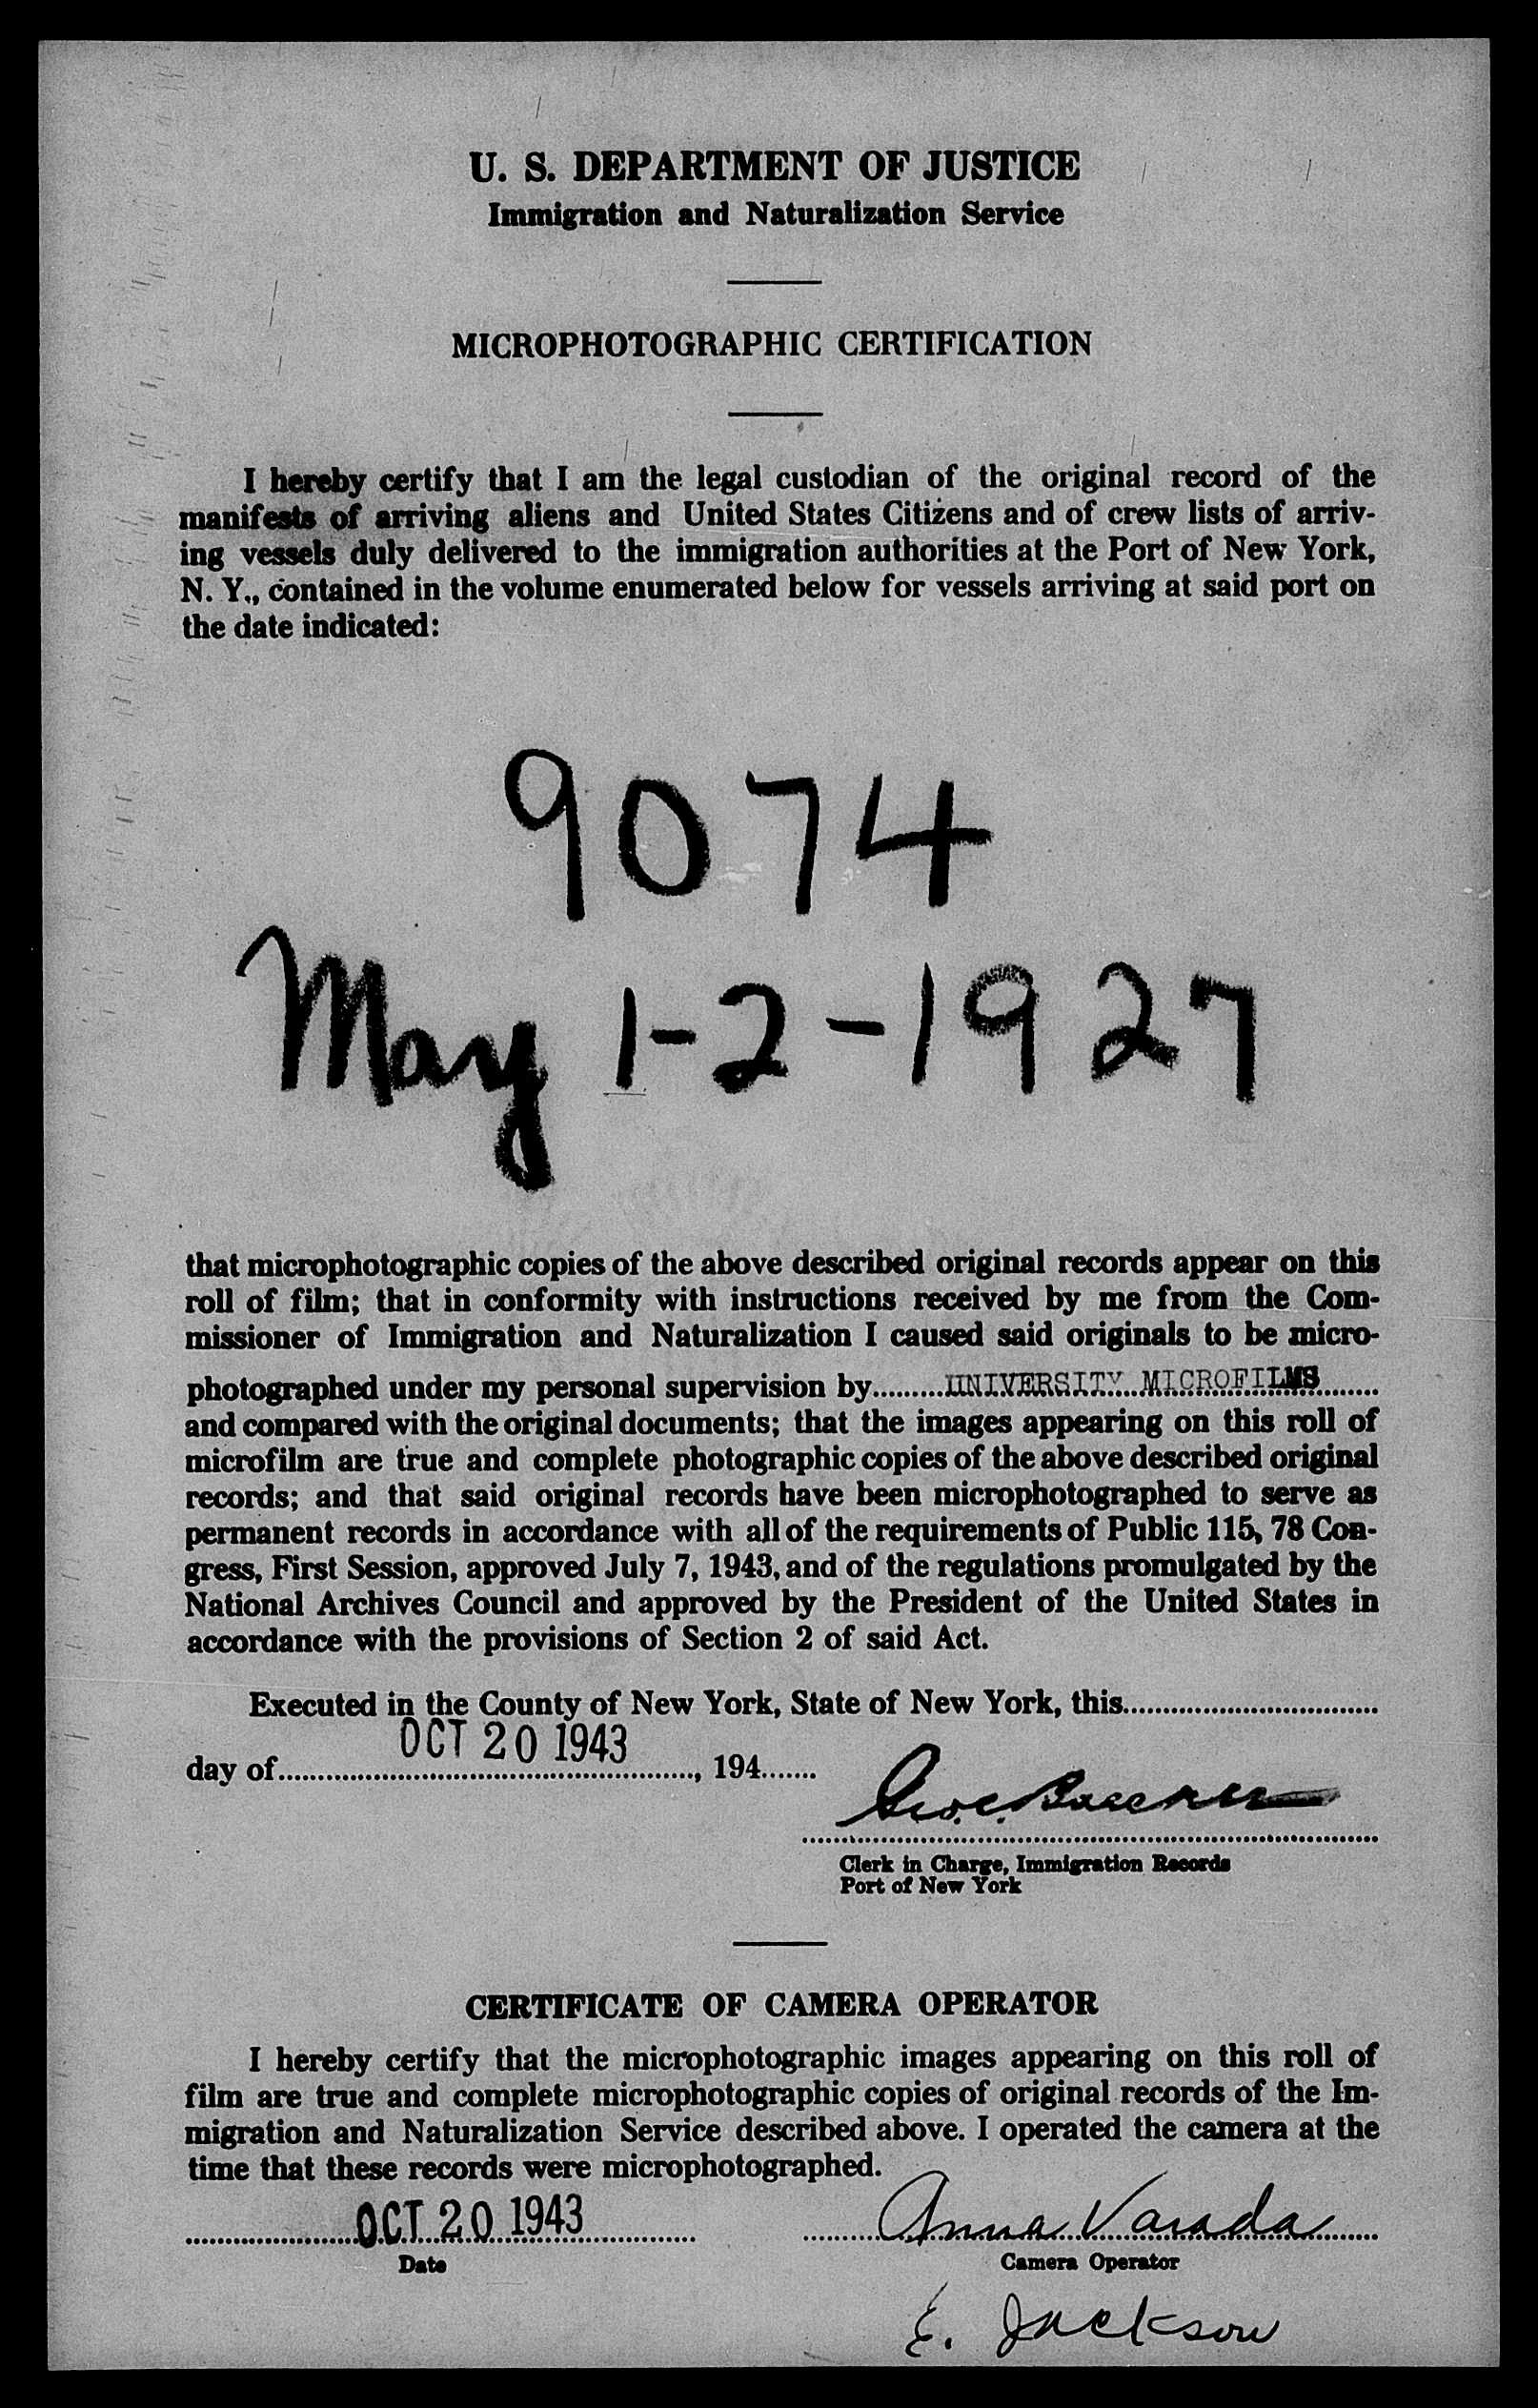 U. S. DEPARTMENT OF JUSTICE
Immigration and Naturalization Service
MICROPHOTOGRAPHIC CERTIFICATION
I hereby certify that I am the legal custodian of the original record of the
manifests of arriving aliens and United States Citizens and of crew lists of arriv-
ing vessels duly delivered to the immigration authorities at the Port of New York,
N. Y., contained in the volume enumerated below for vessels arriving at said port on
the date indicated:
9074
May 1-2-1927
that microphotographic copies of the above described original records appear on this
roll of film; that in conformity with instructions received by me from the Com-
missioner of Immigration and Naturalization I caused said originals to be micro-
photographed under my personal supervision by UNIVERSITY MICROFILMS
and compared with the original documents; that the images appearing on this roll of
microfilm are true and complete photographic copies of the above described original
records; and that said original records have been microphotographed to serve as
permanent records in accordance with all of the requirements of Public 115, 78 Con-
gress, First Session, approved July 7, 1943, and of the regulations promulgated by the
National Archives Council and approved by the President of the United States in
accordance with the provisions of Section 2 of said Act.
Executed in the County of New York, State of New York, this
day of OCT 20 1943, 194
Geo. C.
Clerk in Charge, Immigration Records
Port of New York
CERTIFICATE OF CAMERA OPERATOR
I hereby certify that the microphotographic images appearing on this roll of
film are true and complete microphotographic copies of original records of the Im-
migration and Naturalization Service described above. I operated the camera at the
time that these records were microphotographed.
OCT 20 1943 Anna Varada
Date Camera Operator
E. Jackson